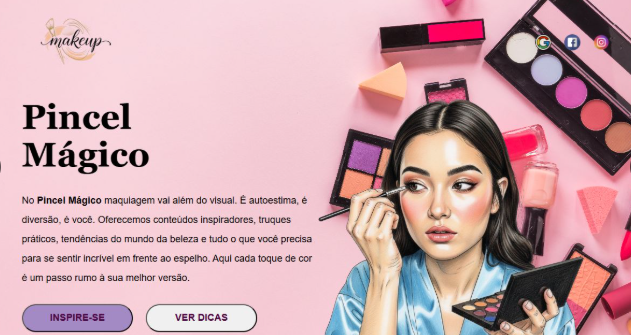 makeup
Pincel
Mágico
No Pincel Mágico maquiagem vai além do visual. É autoestima, é
diversão, é você. Oferecemos conteúdos inspiradores, truques
práticos, tendências do mundo da beleza e tudo o que você precisa
para se sentir incrível em frente ao espelho. Aqui cada toque de cor
é um passo rumo à sua melhor versão.
INSPIRE-SE
VER DICAS